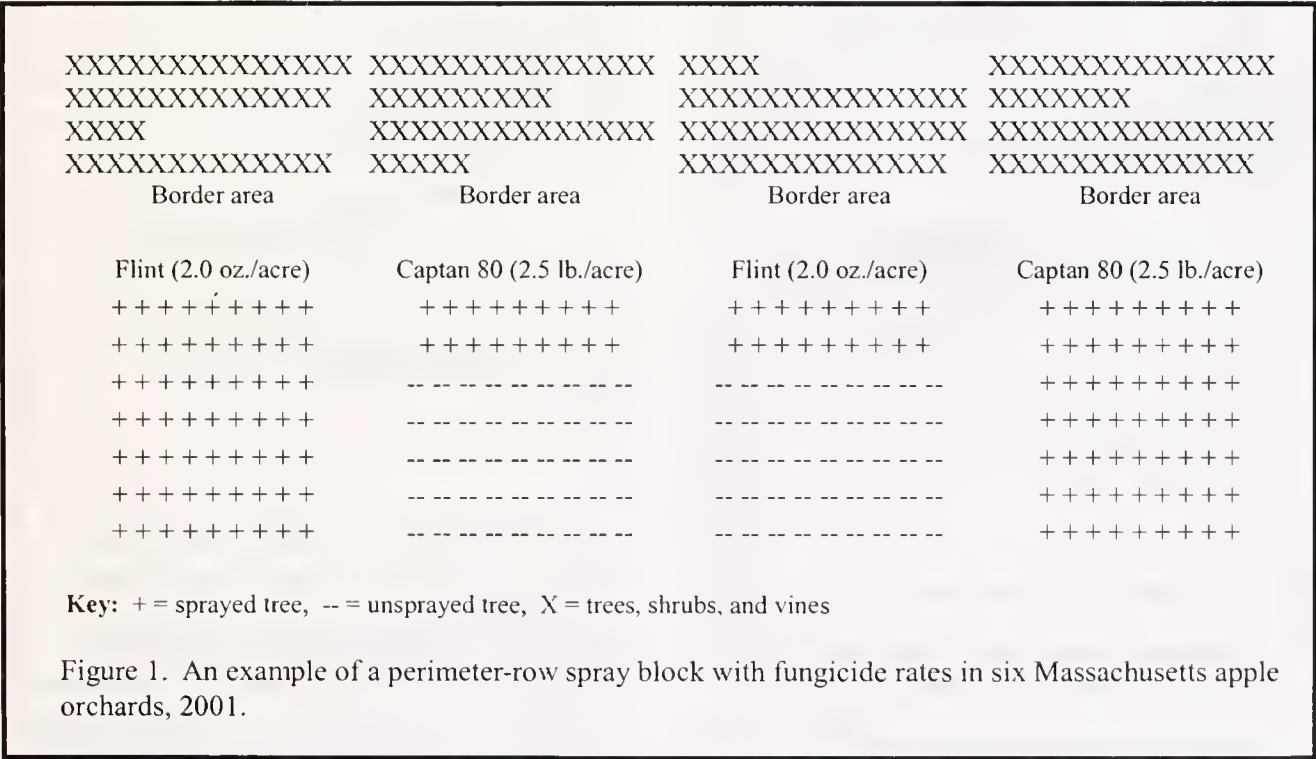 XXXXXXXXXXXXXX XXXXXXXXXXXXXX XXXX XXXXXXXXXXXXXX
XXXXXXXXXXXXX XXXXXXXXX XXXXXXXXXXXXXX XXXXXXX
XXXX XXXXXXXXXXXXXX XXXXXXXXXXXXXX XXXXXXXXXXXXXX
XXXXXXXXXXXXX XXXXX XXXXXXXXXXXXX XXXXXXXXXXXXX
Border area Border area Border area Border area
Flint (2.0 oz./acre) Captan 80 (2.5 lb./acre) Flint (2.0 oz./acre) Captan 80 (2.5 lb./acre)
+ + + + + + + + + + + + + + + + + + + + + + + + + + + + + + + + + + + +
+ + + + + + + + + + + + + + + + + + + + + + + + + + + + + + + + + + + +
+ + + + + + + + + -- -- -- -- -- -- -- -- -- -- -- -- -- -- -- -- -- -- + + + + + + + + +
+ + + + + + + + + -- -- -- -- -- -- -- -- -- -- -- -- -- -- -- -- -- -- + + + + + + + + +
+ + + + + + + + + -- -- -- -- -- -- -- -- -- -- -- -- -- -- -- -- -- -- + + + + + + + + +
+ + + + + + + + + -- -- -- -- -- -- -- -- -- -- -- -- -- -- -- -- -- -- + + + + + + + + +
+ + + + + + + + + -- -- -- -- -- -- -- -- -- -- -- -- -- -- -- -- -- -- + + + + + + + + +
Key: + = sprayed tree, -- = unsprayed tree, X = trees, shrubs, and vines
Figure 1. An example of a perimeter-row spray block with fungicide rates in six Massachusetts apple
orchards, 2001.